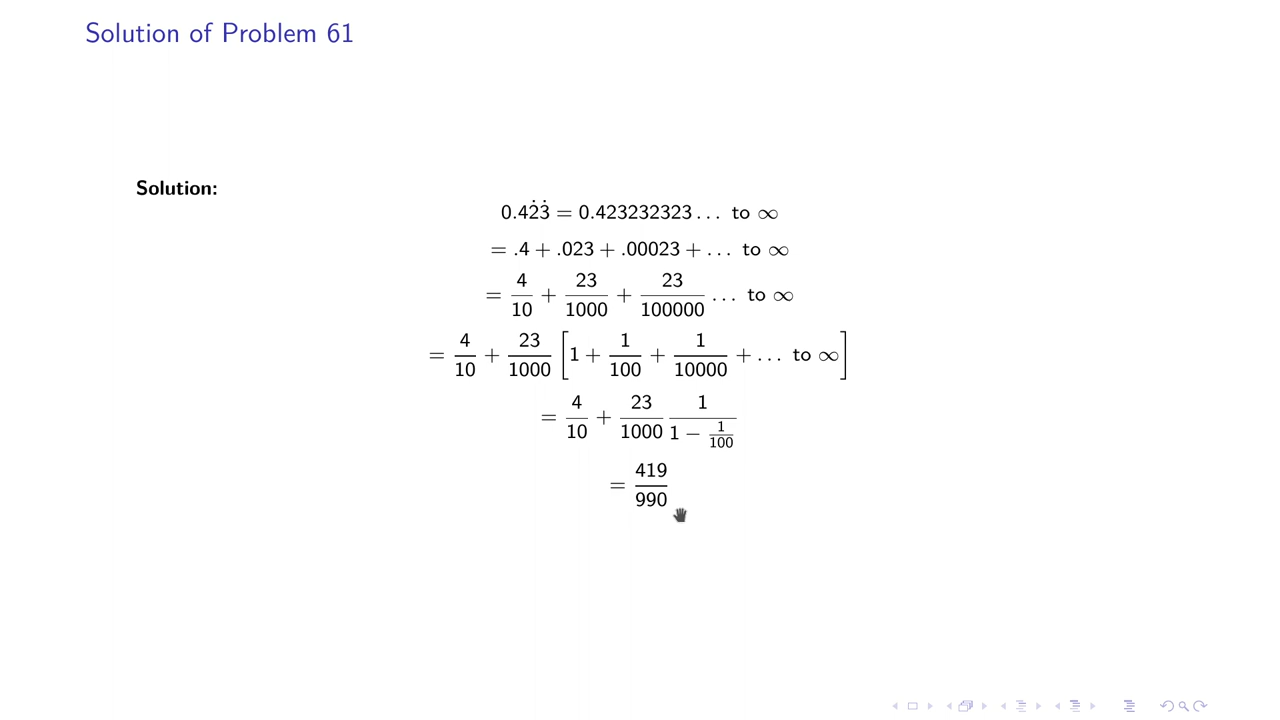 Solution of Problem 61
Solution:
0.42̇3̇ = 0.423232323 . . . to ∞
= .4 + .023 + .00023 + . . . to ∞
= 4/10 + 23/1000 + 23/100000 . . . to ∞
= 4/10 + 23/1000 [1 + 1/100 + 1/10000 + . . . to ∞]
= 4/10 + 23/1000 1/(1 − 1/100)
= 419/990